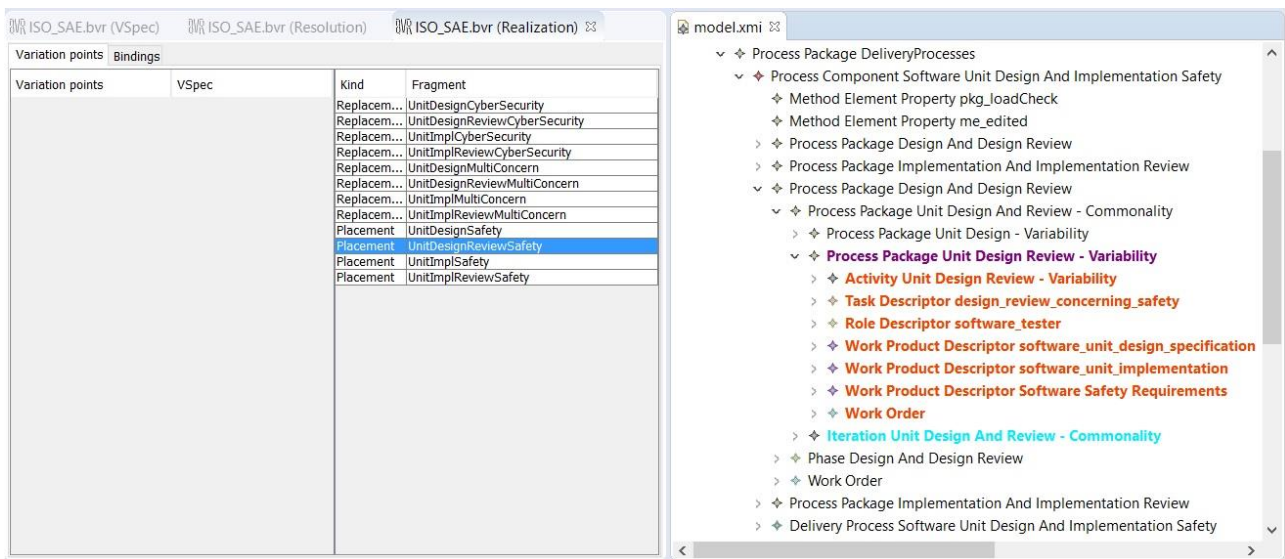 ISO_SAE.bvr (VSpec) ISO_SAE.bvr (Resolution) ISO_SAE.bvr (Realization)
Variation points Bindings
Variation points VSpec
Kind Fragment
Replacem... UnitDesignCyberSecurity
Replacem... UnitDesignReviewCyberSecurity
Replacem... UnitImplCyberSecurity
Replacem... UnitImplReviewCyberSecurity
Replacem... UnitDesignMultiConcern
Replacem... UnitDesignReviewMultiConcern
Replacem... UnitImplMultiConcern
Replacem... UnitImplReviewMultiConcern
Placement UnitDesignSafety
Placement UnitDesignReviewSafety
Placement UnitImplSafety
Placement UnitImplReviewSafety
model.xmi
Process Package DeliveryProcesses
Process Component Software Unit Design And Implementation Safety
Method Element Property pkg_loadCheck
Method Element Property me_edited
Process Package Design And Design Review
Process Package Implementation And Implementation Review
Process Package Design And Design Review
Process Package Unit Design And Review - Commonality
Process Package Unit Design - Variability
Process Package Unit Design Review - Variability
Activity Unit Design Review - Variability
Task Descriptor design_review_concerning_safety
Role Descriptor software_tester
Work Product Descriptor software_unit_design_specification
Work Product Descriptor software_unit_implementation
Work Product Descriptor Software Safety Requirements
Work Order
Iteration Unit Design And Review - Commonality
Phase Design And Design Review
Work Order
Process Package Implementation And Implementation Review
Delivery Process Software Unit Design And Implementation Safety